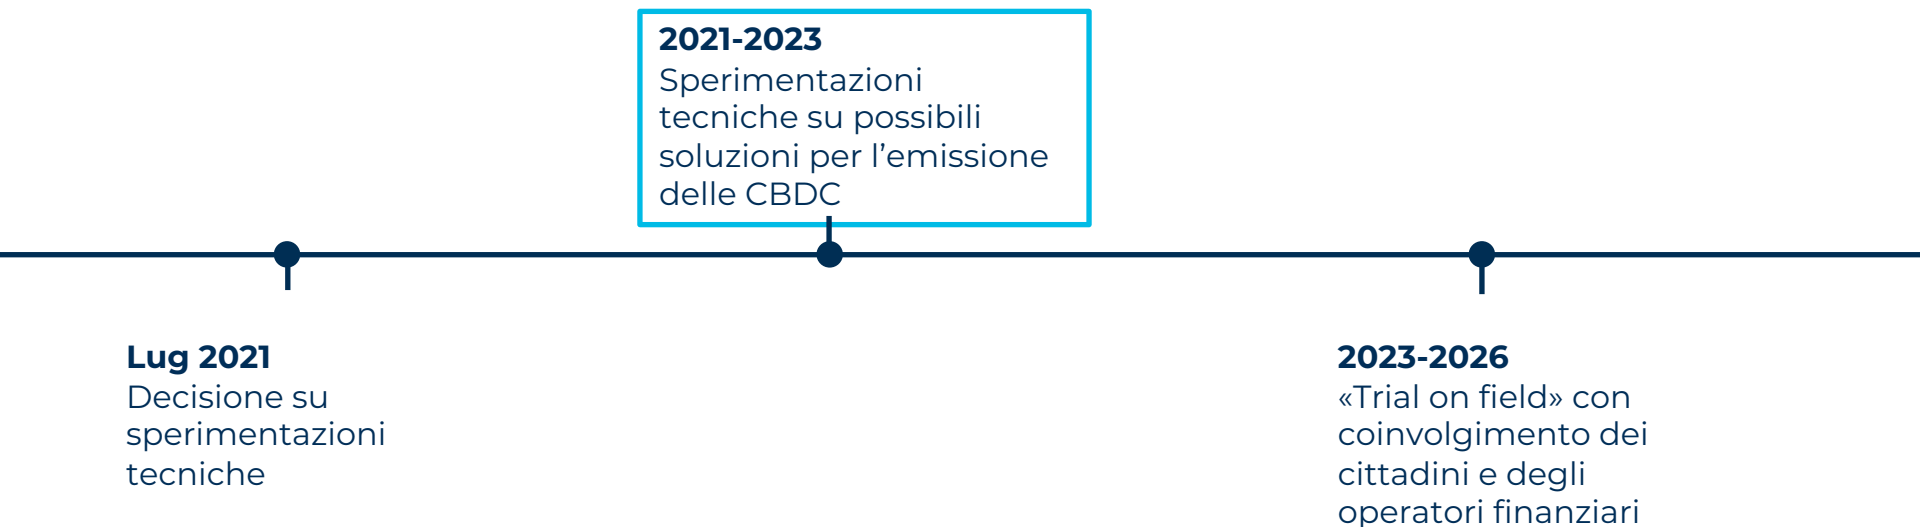 2021-2023
Sperimentazioni
tecniche su possibili
soluzioni per l’emissione
delle CBDC
Lug 2021
Decisione su
sperimentazioni
tecniche
2023-2026
«Trial on field» con
coinvolgimento dei
cittadini e degli
operatori finanziari